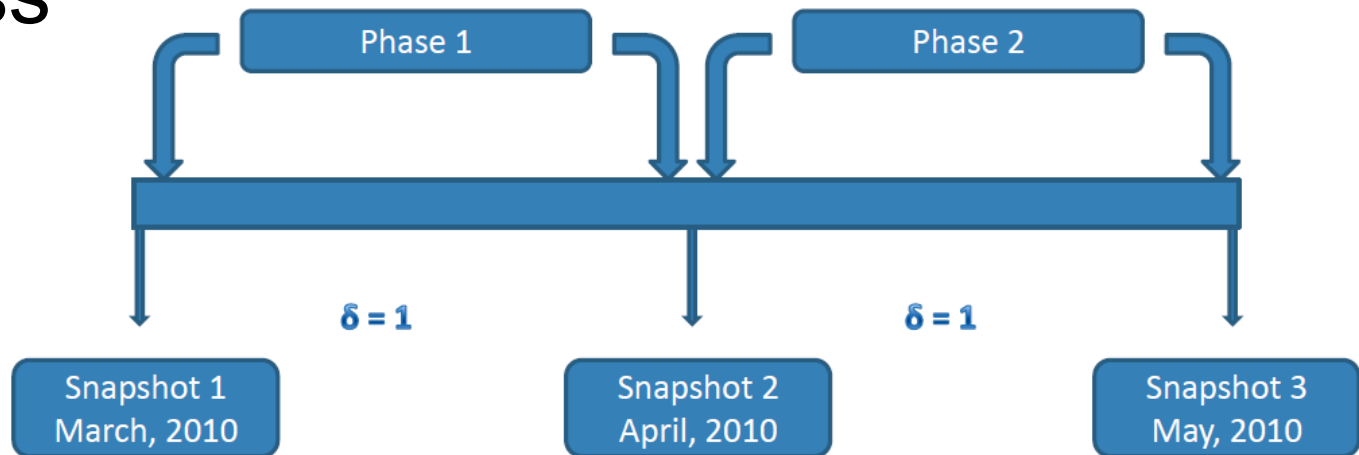 Phase 1
Phase 2
δ = 1
δ = 1
Snapshot 1
March, 2010
Snapshot 2
April, 2010
Snapshot 3
May, 2010